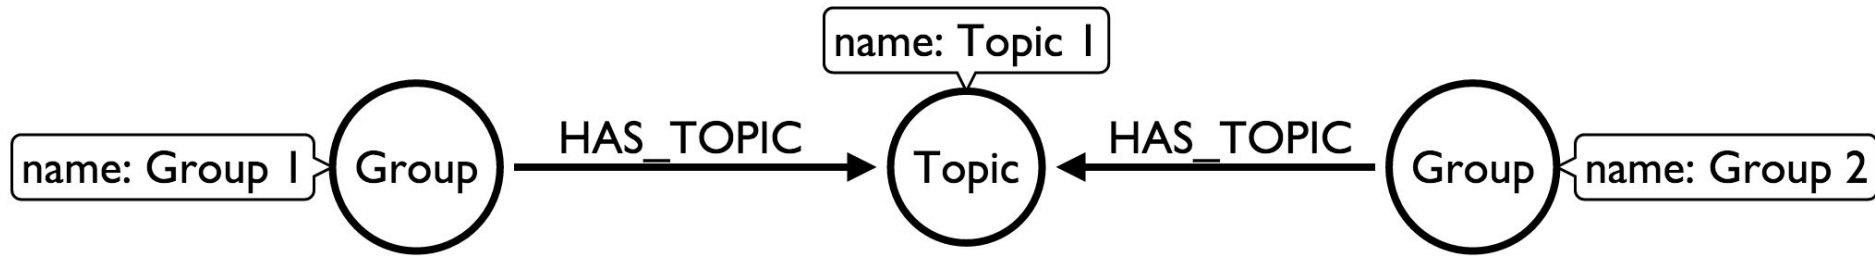 name: Topic 1
HAS_TOPIC
HAS_TOPIC
name: Group 1
Group
Topic
Group
name: Group 2